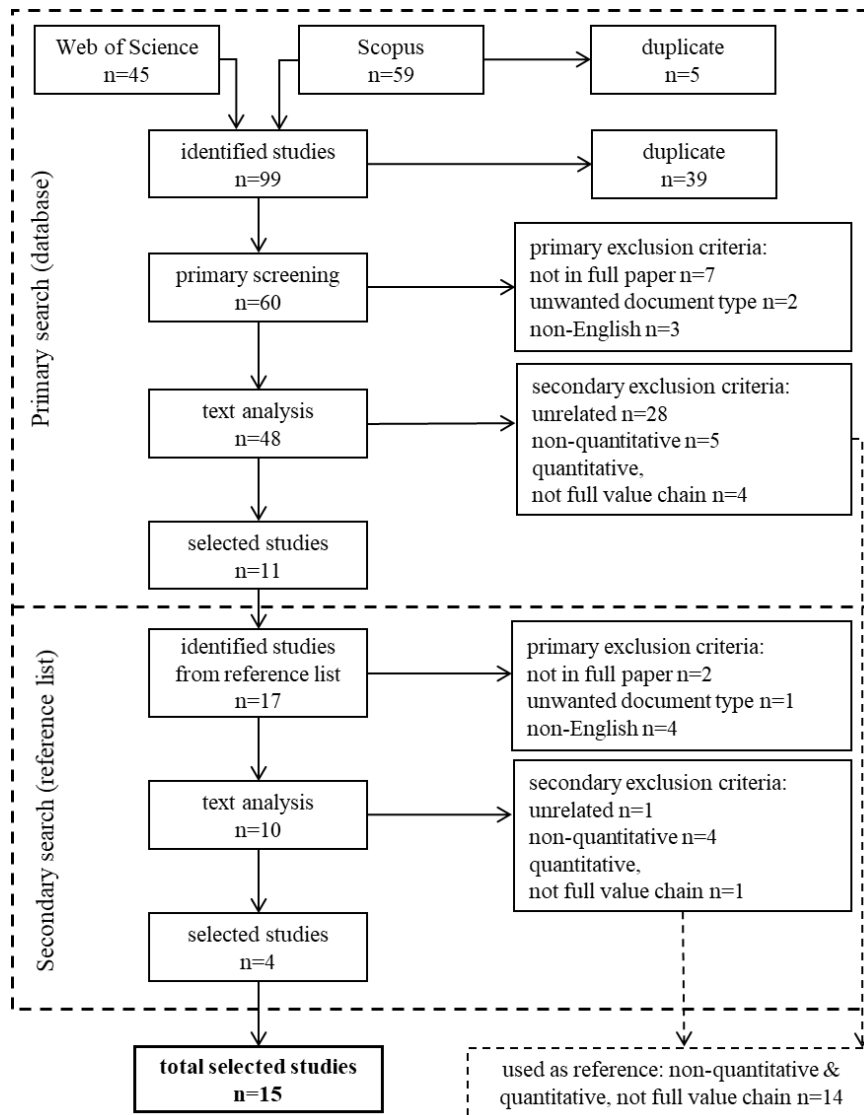 Web of Science
n=45
Scopus
n=59
duplicate
n=5
identified studies
n=99
duplicate
n=39
primary screening
n=60
primary exclusion criteria:
not in full paper n=7
unwanted document type n=2
non-English n=3
text analysis
n=48
secondary exclusion criteria:
unrelated n=28
non-quantitative n=5
quantitative,
not full value chain n=4
selected studies
n=11
Primary search (database)
identified studies
from reference list
n=17
primary exclusion criteria:
not in full paper n=2
unwanted document type n=1
non-English n=4
text analysis
n=10
secondary exclusion criteria:
unrelated n=1
non-quantitative n=4
quantitative,
not full value chain n=1
selected studies
n=4
Secondary search (reference list)
total selected studies
n=15
used as reference: non-quantitative &
quantitative, not full value chain n=14